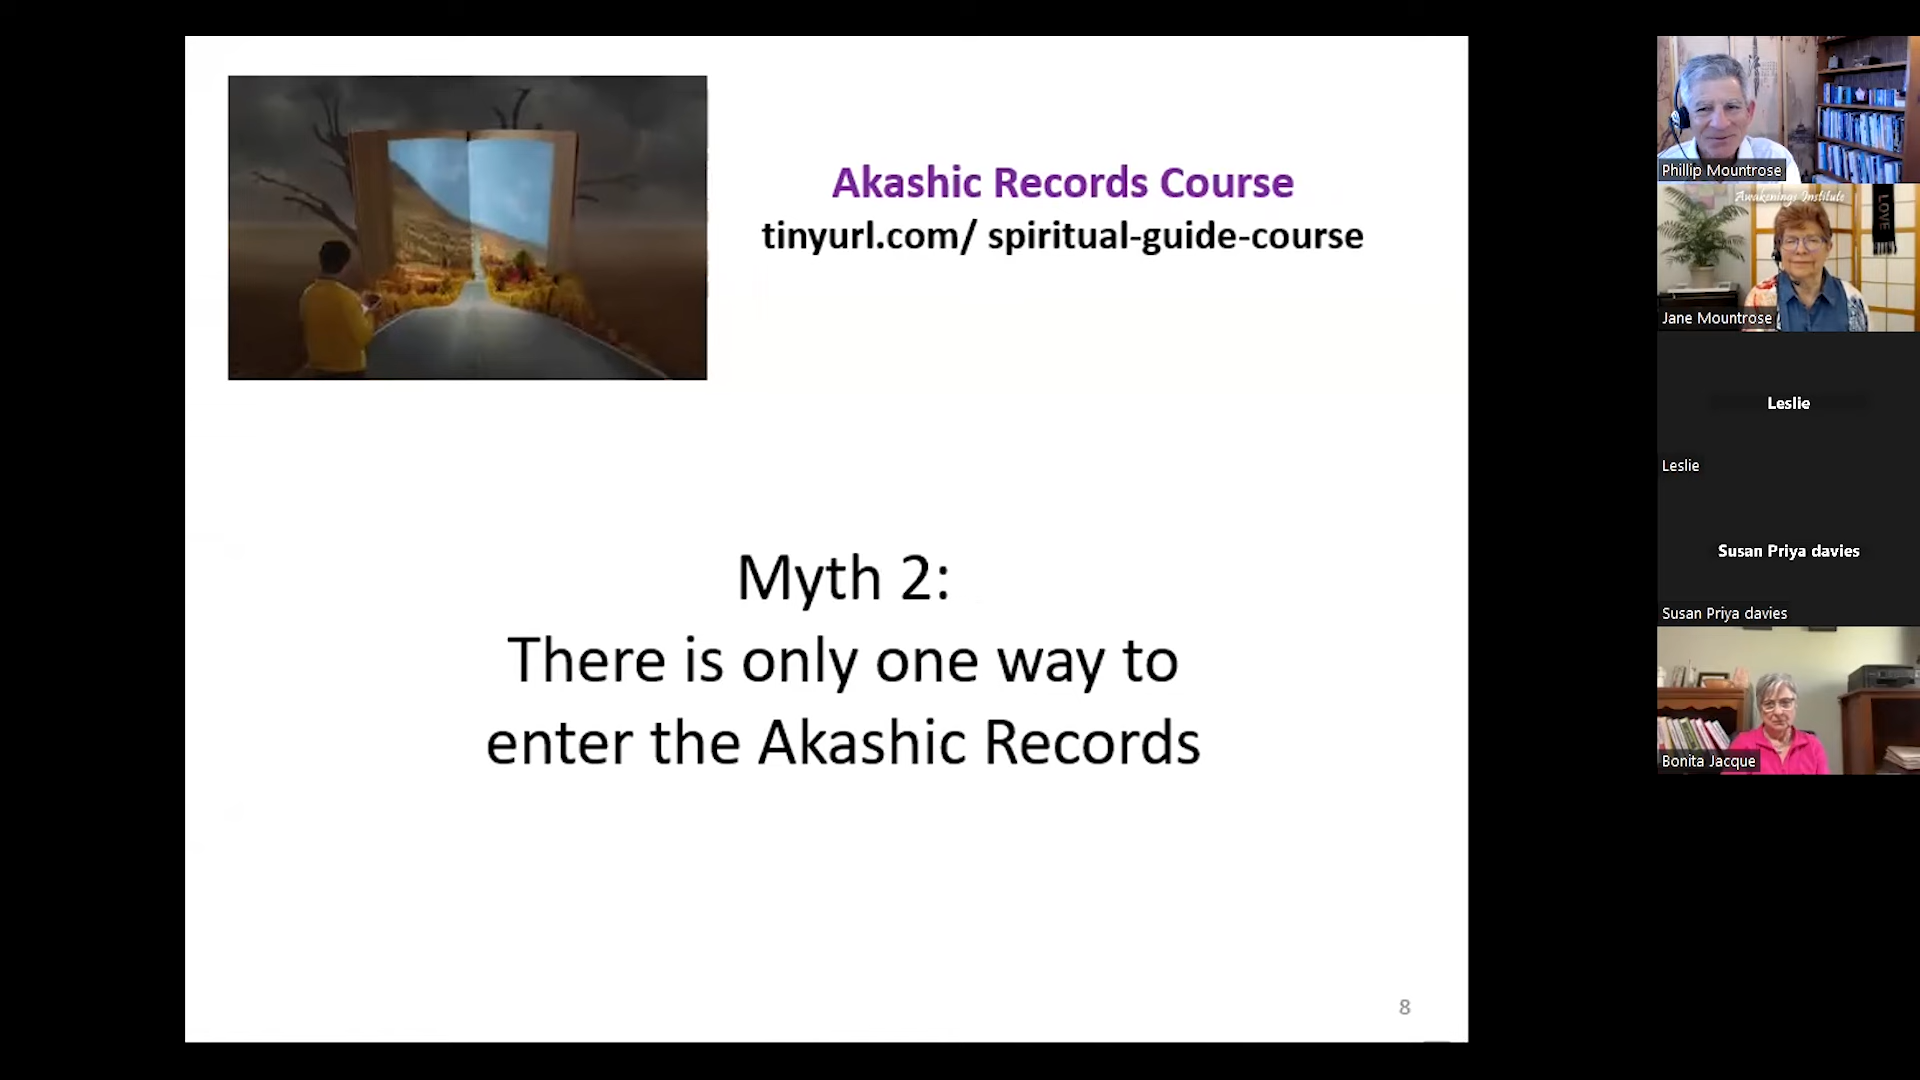 Akashic Records Course
tinyurl.com/ spiritual-guide-course
Myth 2:
There is only one way to
enter the Akashic Records
8
Phillip Mountrose
Awakenings Institute
LOVE
Jane Mountrose
Leslie
Leslie
Susan Priya davies
Susan Priya davies
Bonita Jacque